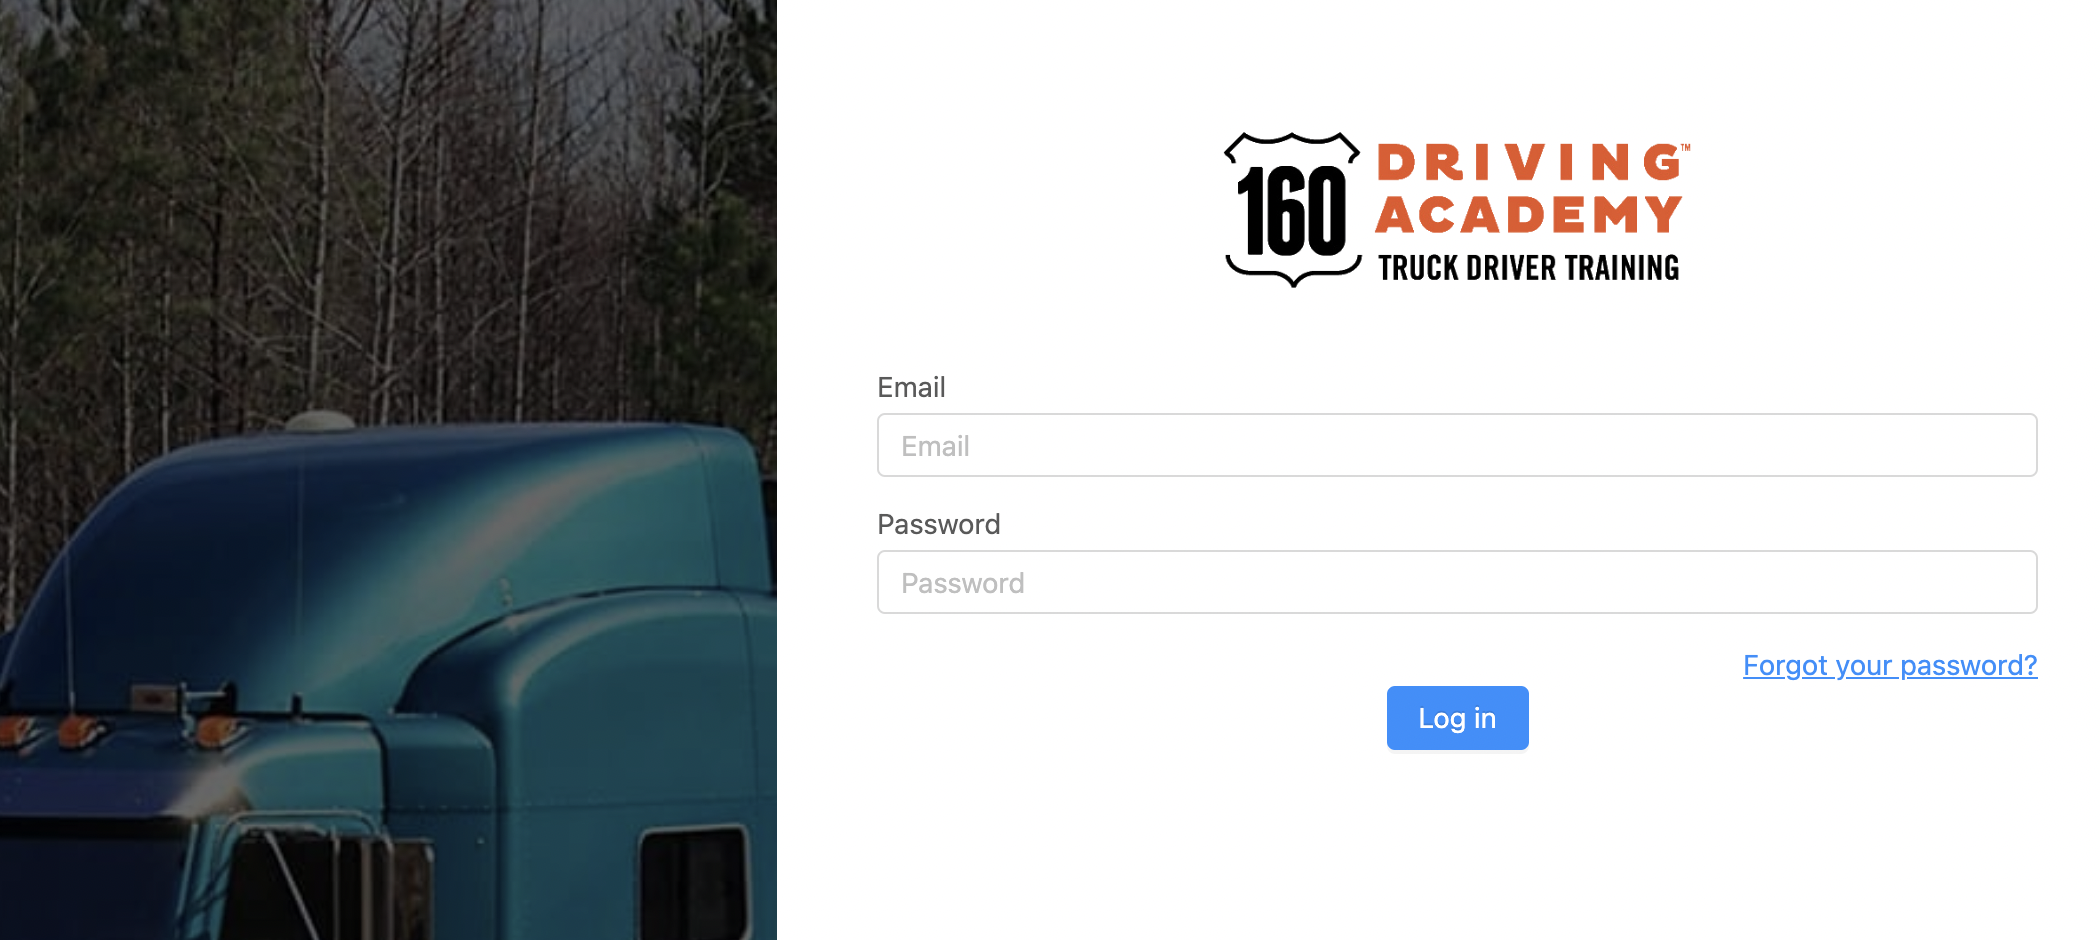 160
DRIVING™
ACADEMY
TRUCK DRIVER TRAINING
Email
Email
Password
Password
Forgot your password?
Log in